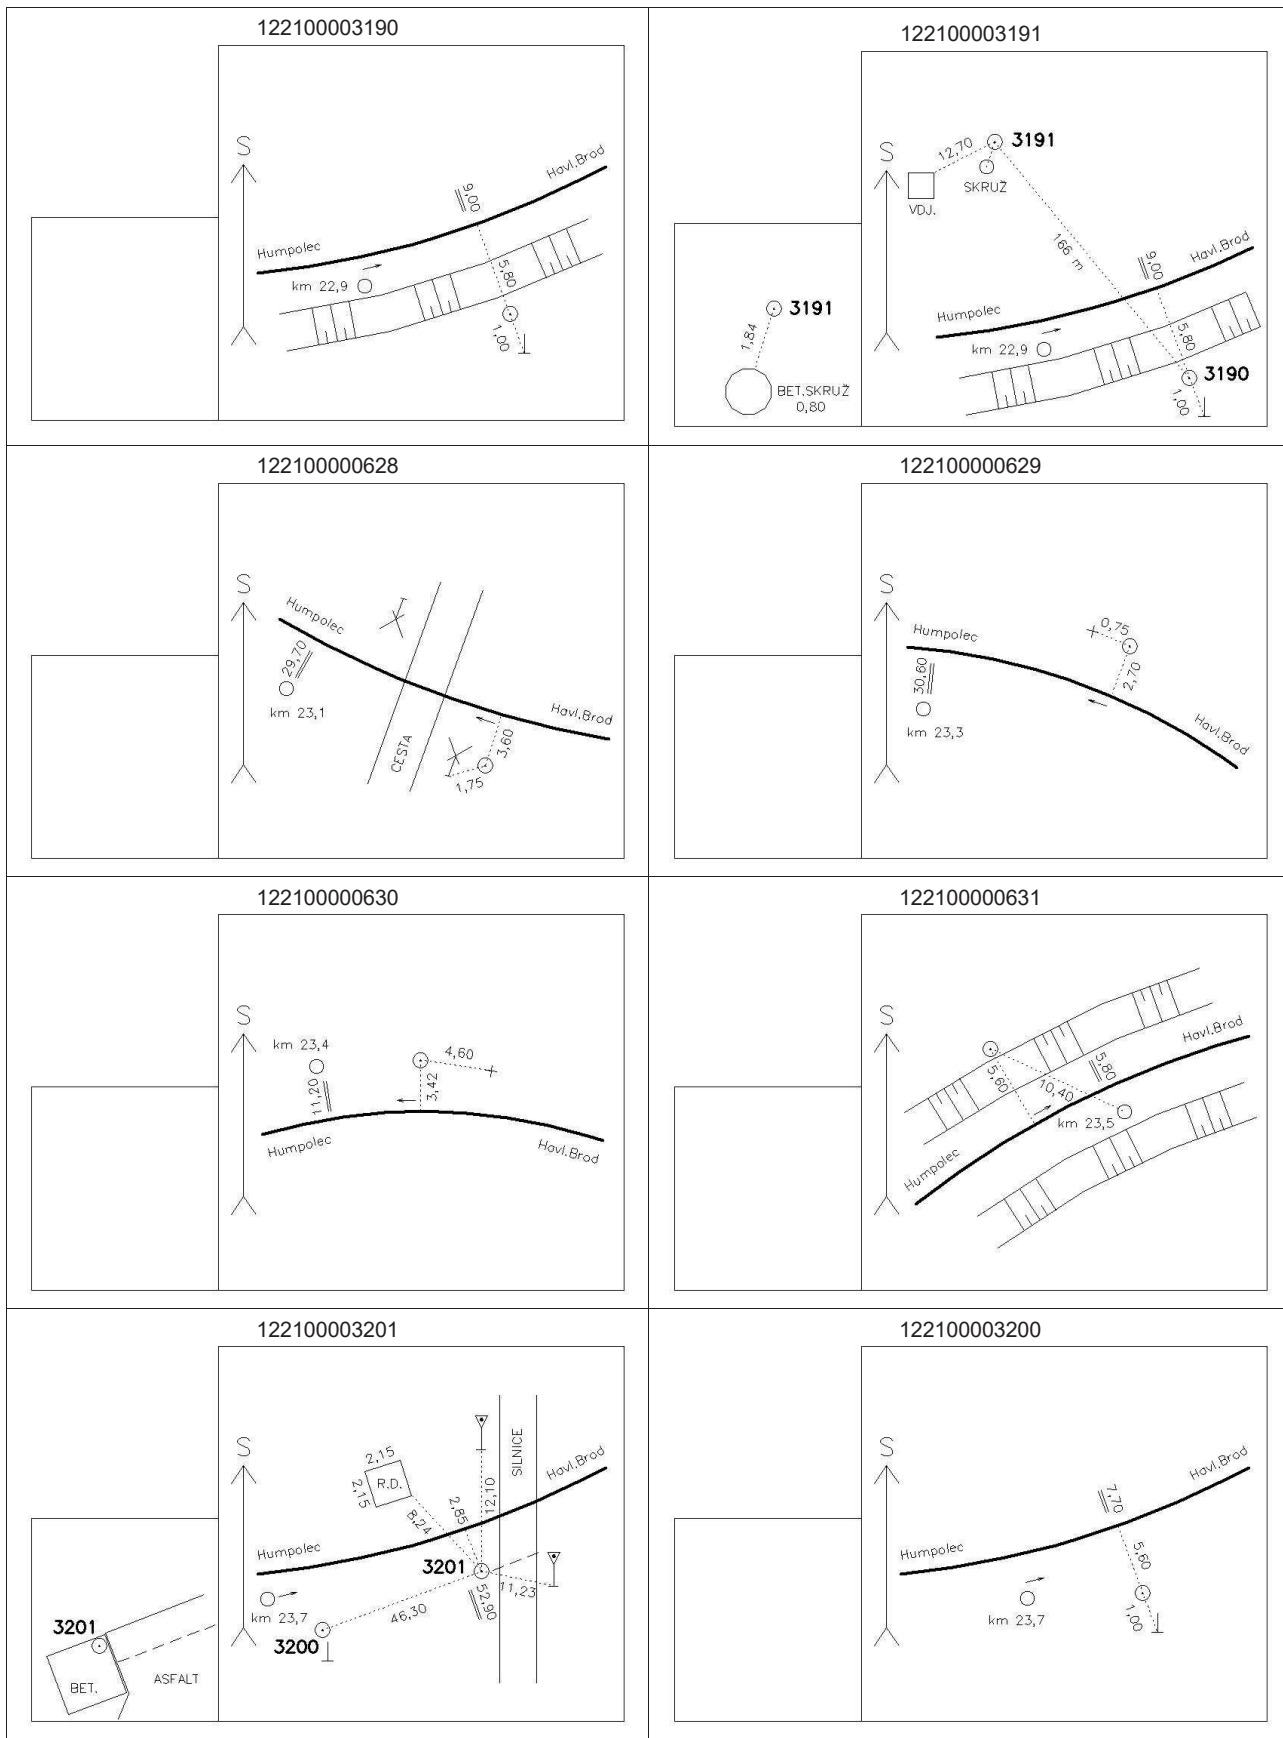 122100003190
S
Humpolec
Havl.Brod
9,00
km 22,9
5,80
1,00
122100003191
3191
12,70
S
SKRUŽ
VDJ.
166 m
9,00
Havl.Brod
Humpolec
km 22,9
5,80
3190
1,00
3191
1,84
BET.SKRUŽ
0,80
122100000628
S
Humpolec
29,70
km 23,1
Havl.Brod
CESTA
3,60
1,75
122100000629
S
Humpolec
0,75
30,60
2,70
km 23,3
Havl.Brod
122100000630
S
km 23,4
4,60
11,20
3,42
Humpolec
Havl.Brod
122100000631
S
Havl.Brod
5,80
5,60
10,40
km 23,5
Humpolec
122100003201
S
2,15
R.D.
2,15
SILNICE
Havl.Brod
12,10
2,85
8,24
Humpolec
3201
11,23
52,90
km 23,7
46,30
3200
3201
BET.
ASFALT
122100003200
S
Havl.Brod
7,70
Humpolec
5,60
km 23,7
1,00